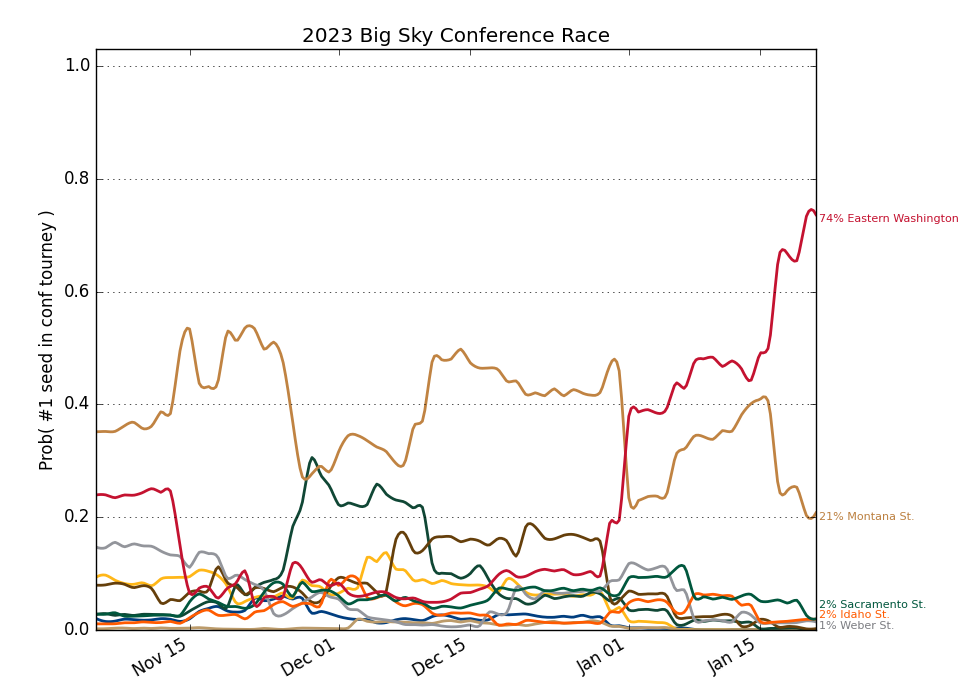 2023 Big Sky Conference Race
Prob( #1 seed in conf tourney )
1.0
0.8
0.6
0.4
0.2
0.0
Nov 15
Dec 01
Dec 15
Jan 01
Jan 15
74% Eastern Washington
21% Montana St.
2% Sacramento St.
2% Idaho St.
1% Weber St.